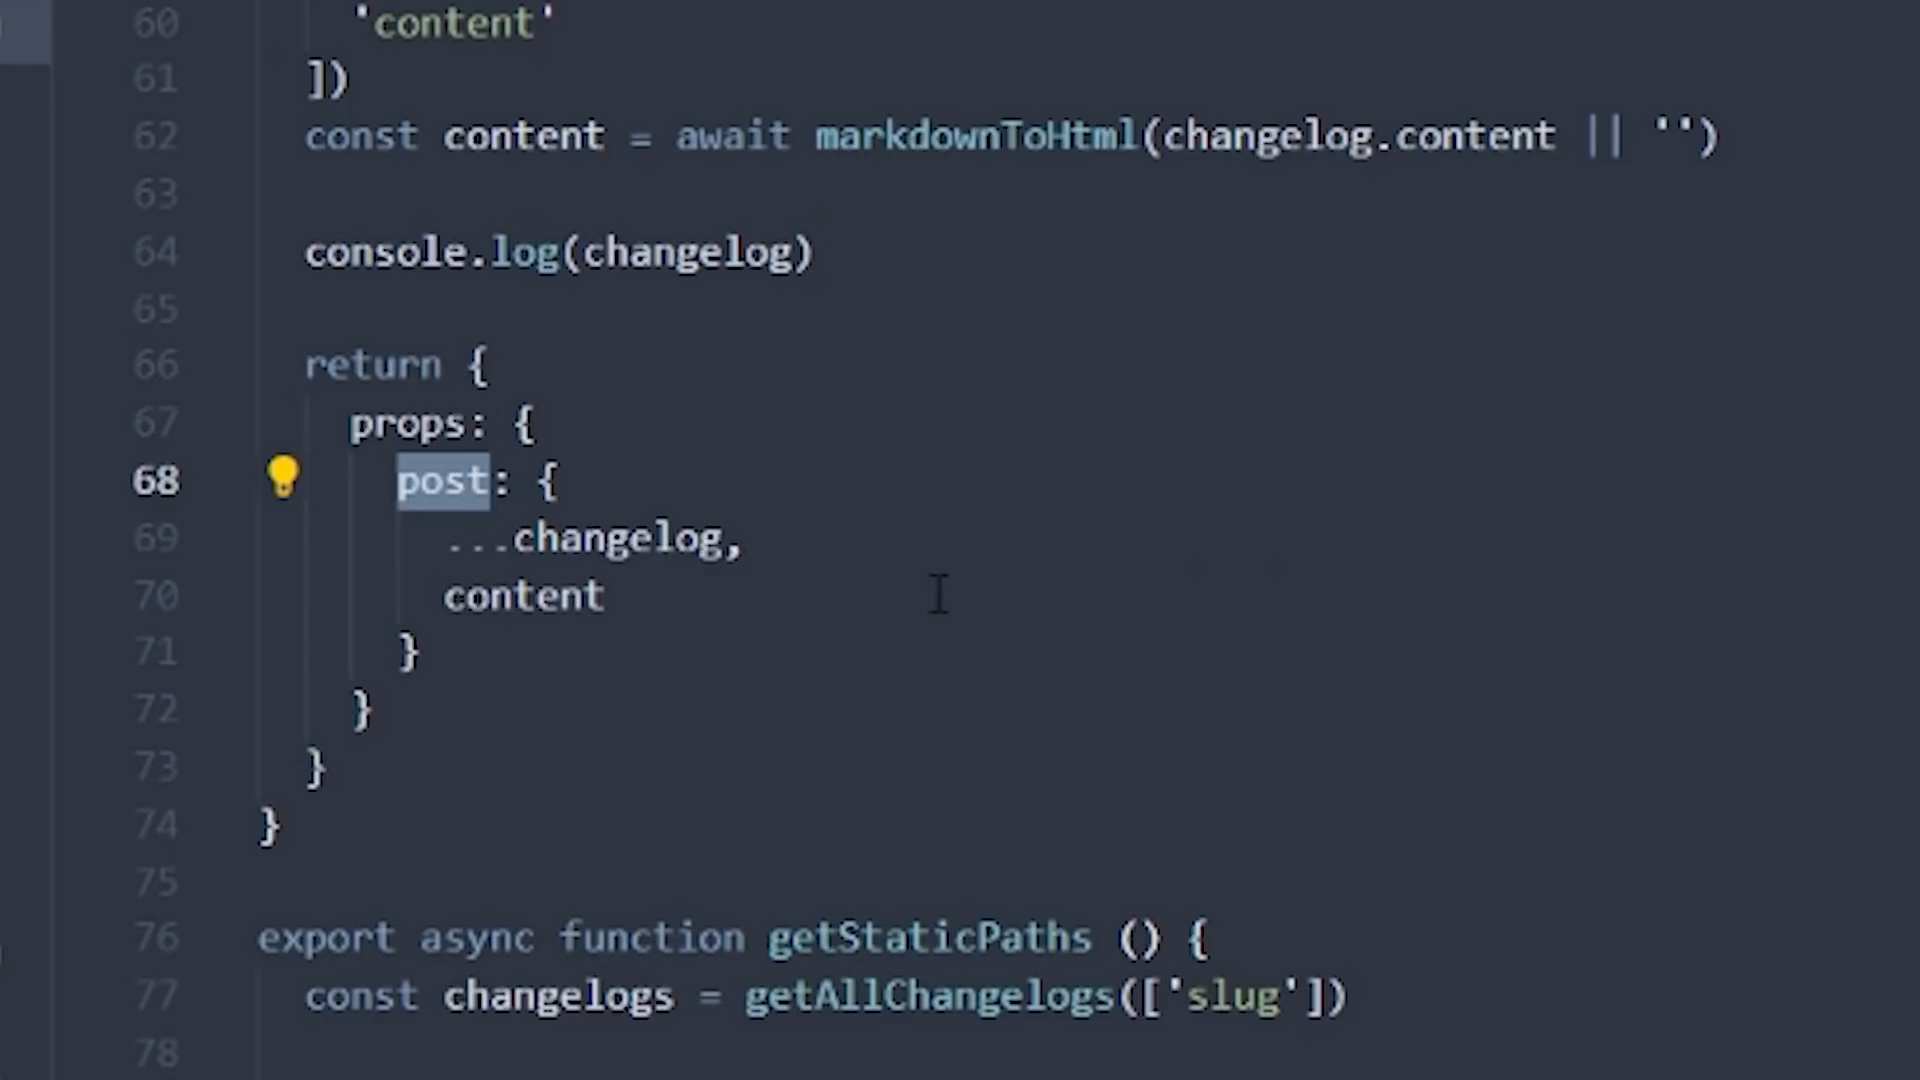 60 'content'
61 ])
62 const content = await markdownToHtml(changelog.content || '')
63
64 console.log(changelog)
65
66 return {
67 props: {
68 post: {
69 ...changelog,
70 content
71 }
72 }
73 }
74 }
75
76 export async function getStaticPaths () {
77 const changelogs = getAllChangelogs(['slug'])
78